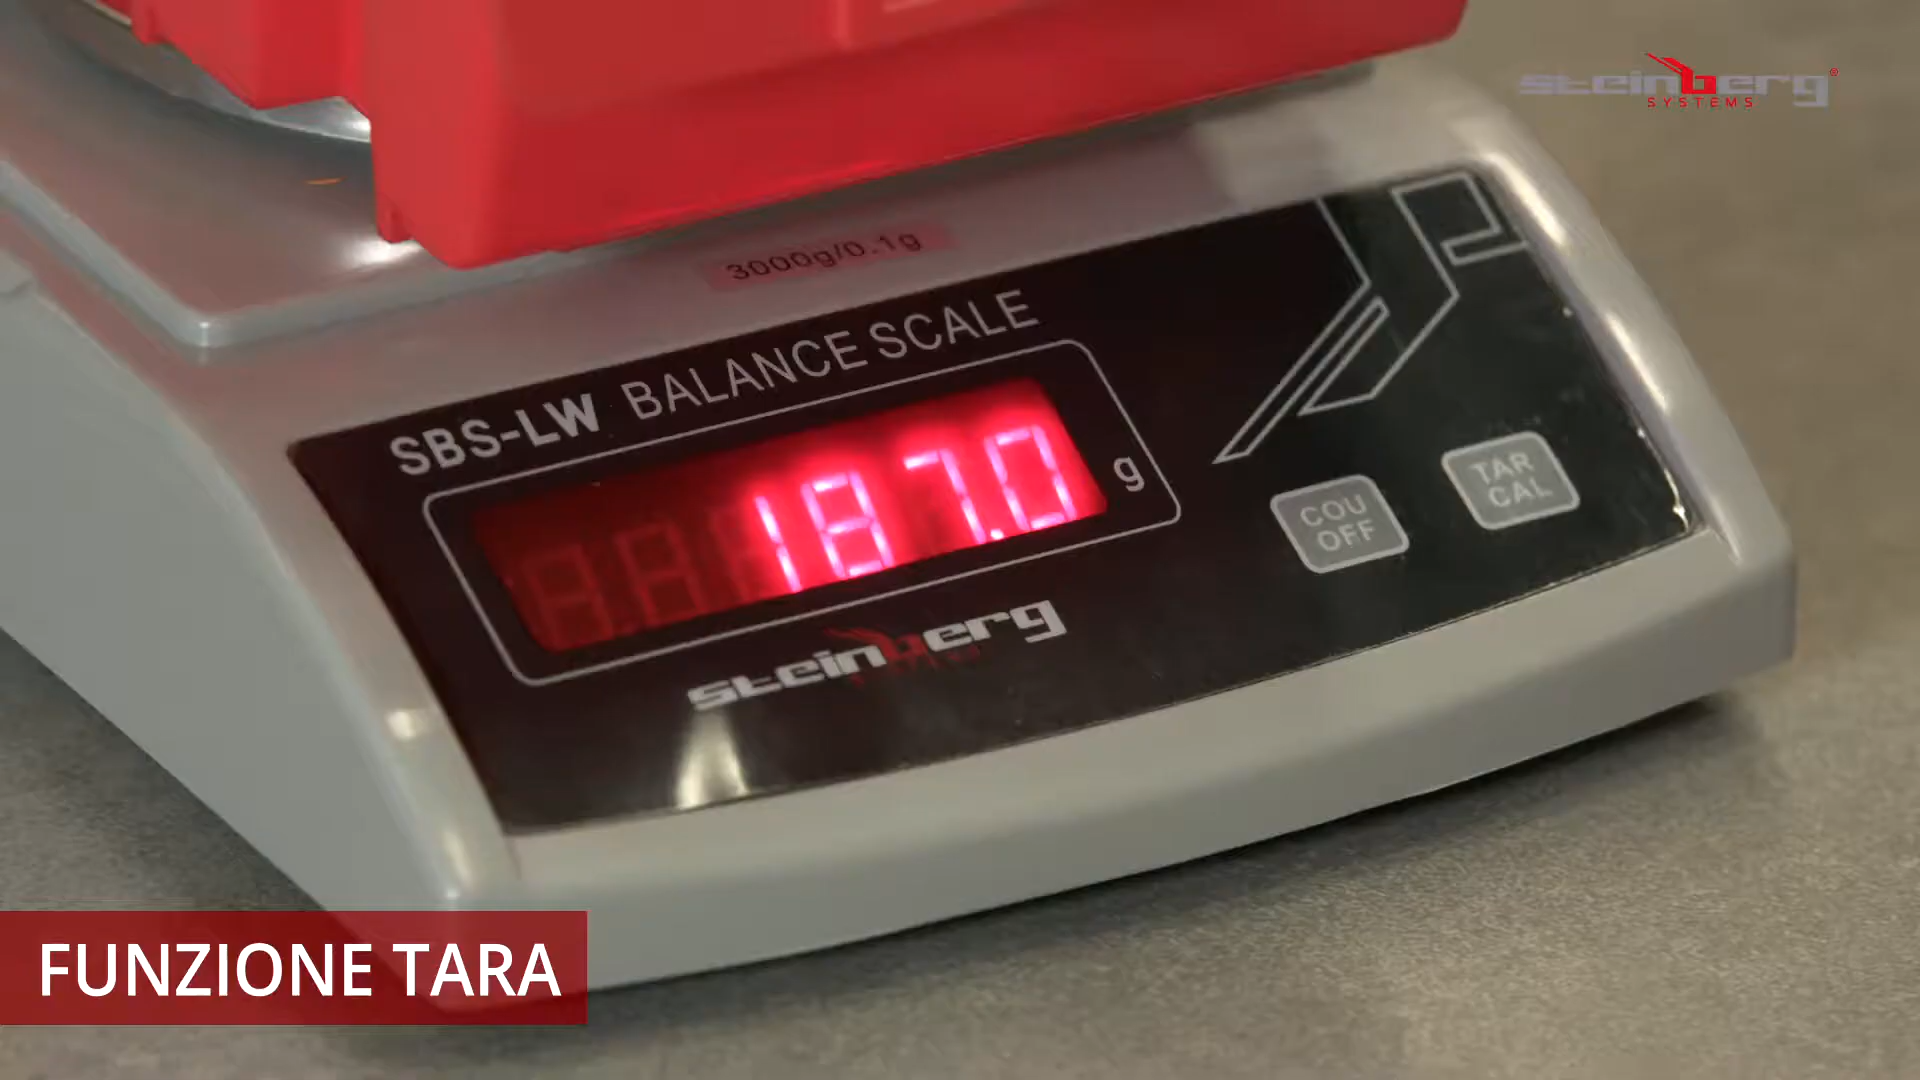 steinberg®
SYSTEMS
3000g/0.1g
SBS-LW BALANCE SCALE
187.0 g
COU
OFF
TAR
CAL
steinberg
FUNZIONE TARA